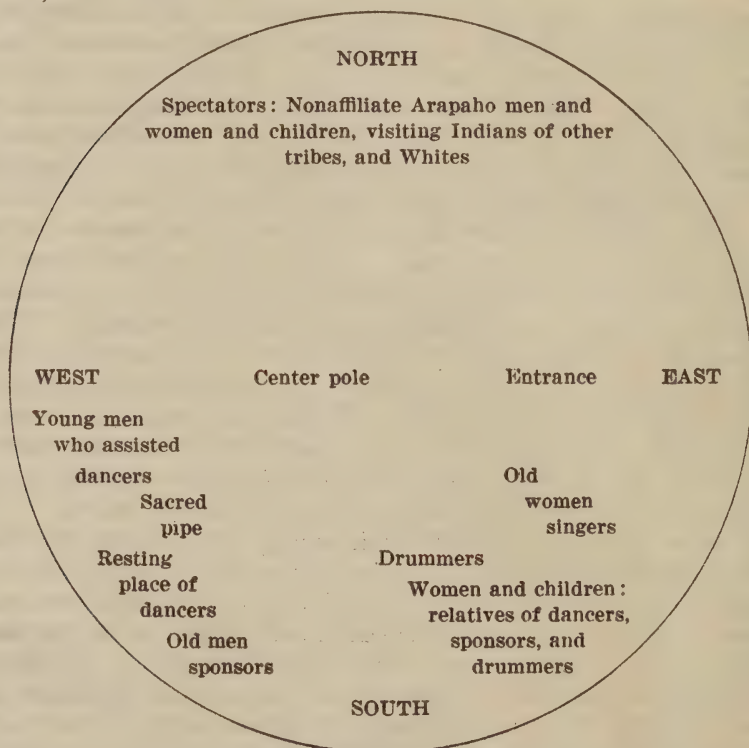 NORTH
Spectators: Nonaffiliate Arapaho men and
women and children, visiting Indians of other
tribes, and Whites
WEST Center pole Entrance EAST
Young men
who assisted
dancers
Sacred
pipe
Resting
place of
dancers
Old men
sponsors
Old
women
singers
Drummers
Women and children:
relatives of dancers,
sponsors, and
drummers
SOUTH